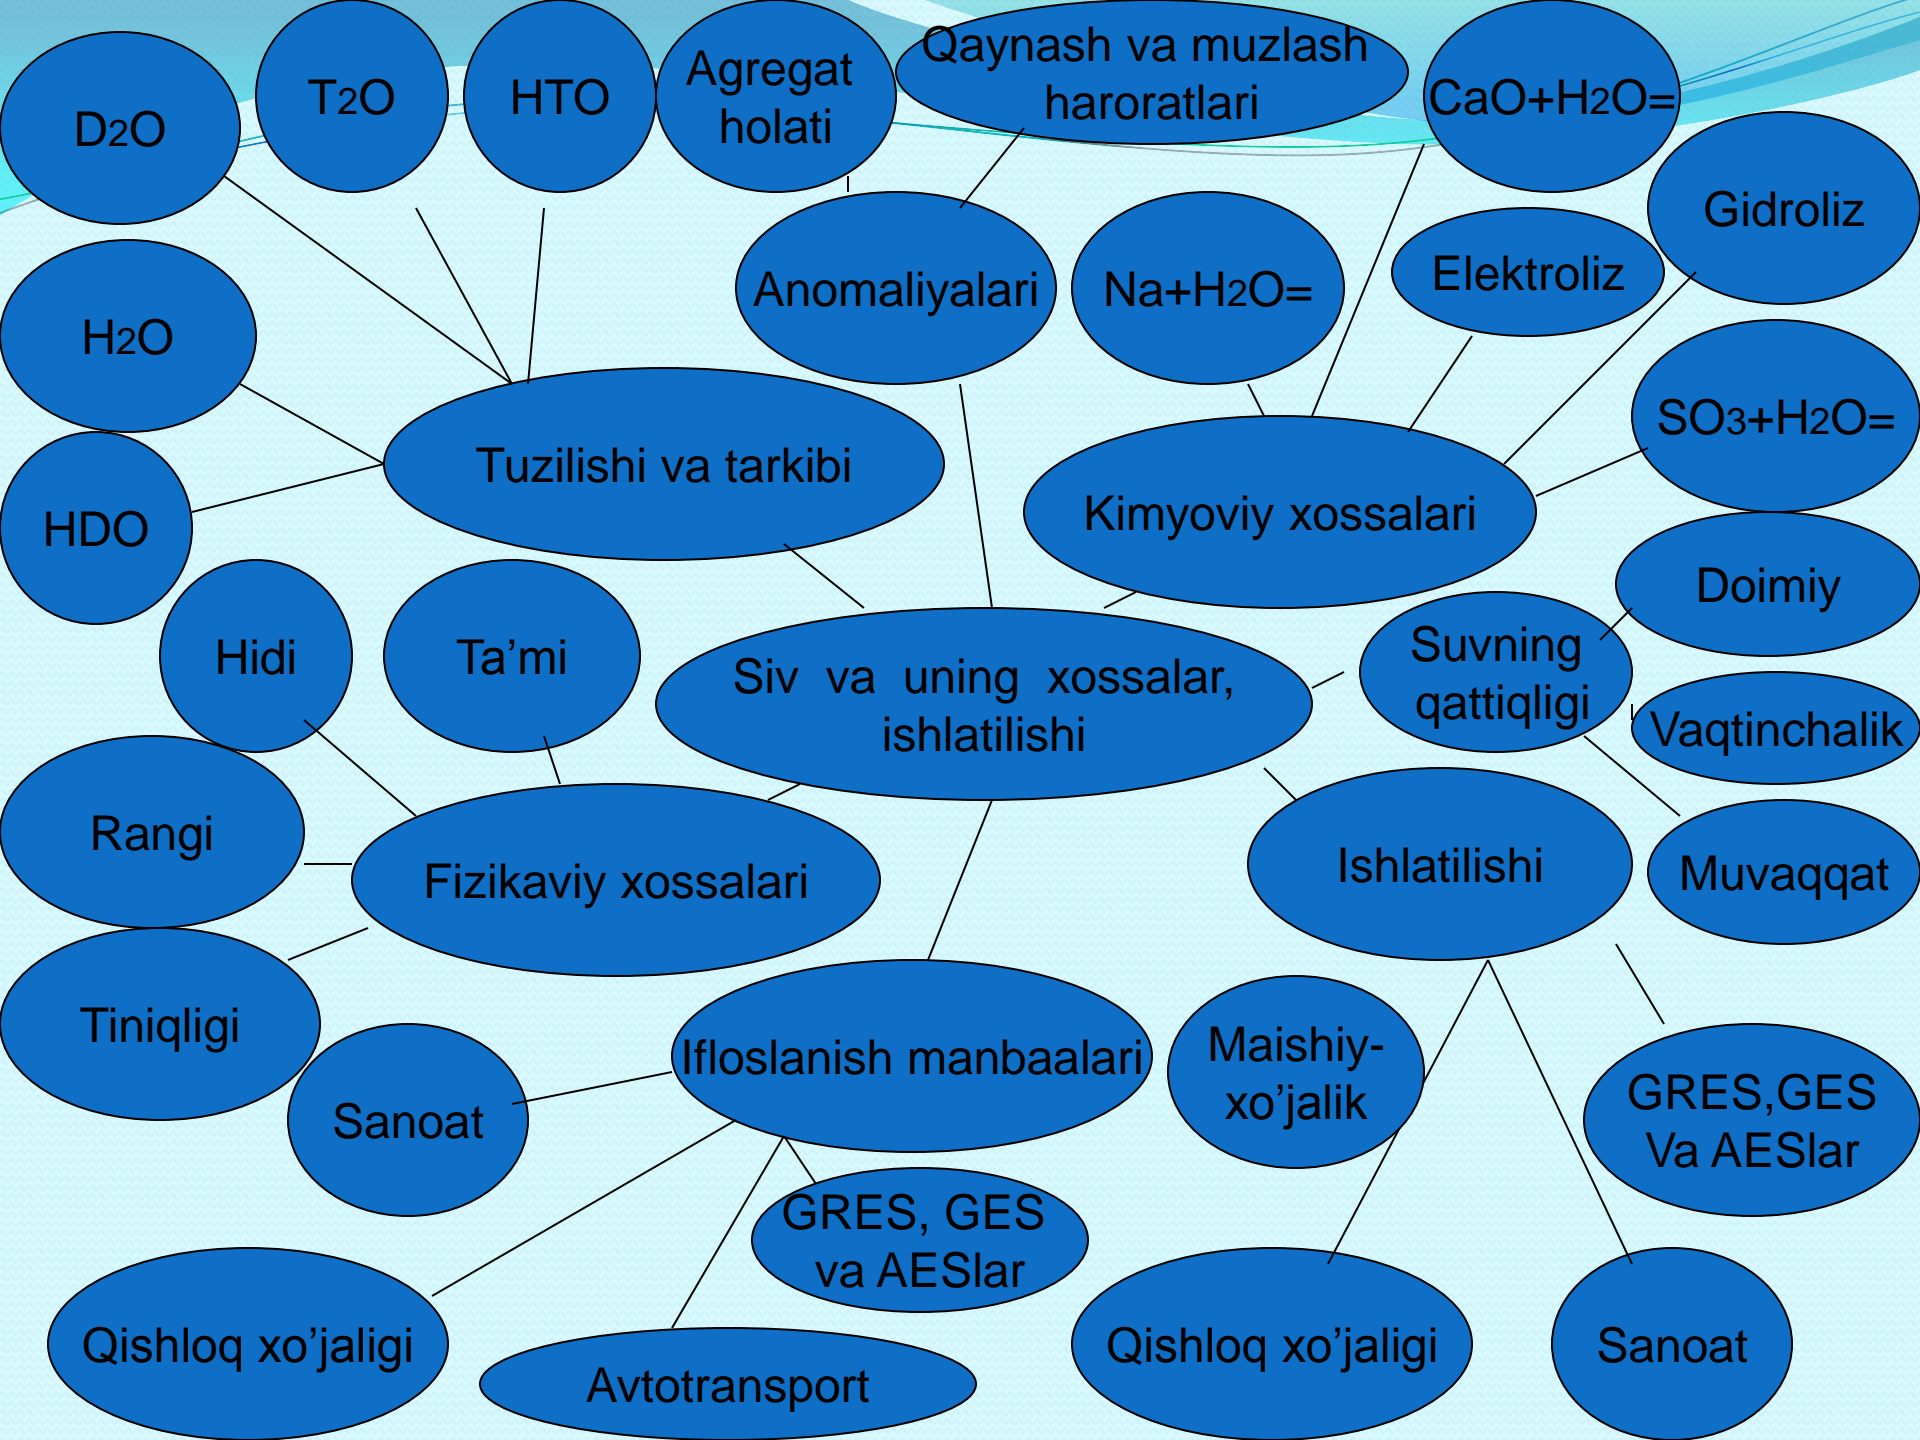 D2O
T2O
HTO
Agregat
holati
Qaynash va muzlash
haroratlari
CaO+H2O=
Gidroliz
H2O
Anomaliyalari
Na+H2O=
Elektroliz
SO3+H2O=
HDO
Tuzilishi va tarkibi
Kimyoviy xossalari
Doimiy
Hidi
Ta’mi
Siv va uning xossalar,
ishlatilishi
Suvning
qattiqligi
Vaqtinchalik
Rangi
Fizikaviy xossalari
Ishlatilishi
Muvaqqat
Tiniqligi
Sanoat
Ifloslanish manbaalari
Maishiy-
xo’jalik
GRES,GES
Va AESlar
GRES, GES
va AESlar
Qishloq xo’jaligi
Avtotransport
Qishloq xo’jaligi
Sanoat